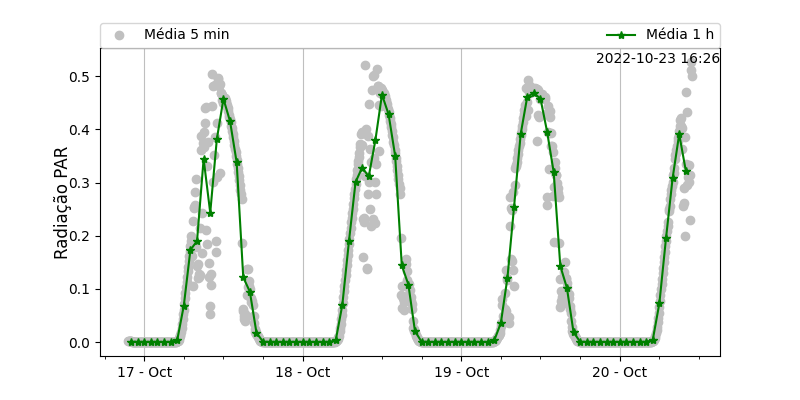 Média 5 min
Média 1 h
2022-10-23 16:26
Radiação PAR
0.5
0.4
0.3
0.2
0.1
0.0
17 - Oct
18 - Oct
19 - Oct
20 - Oct